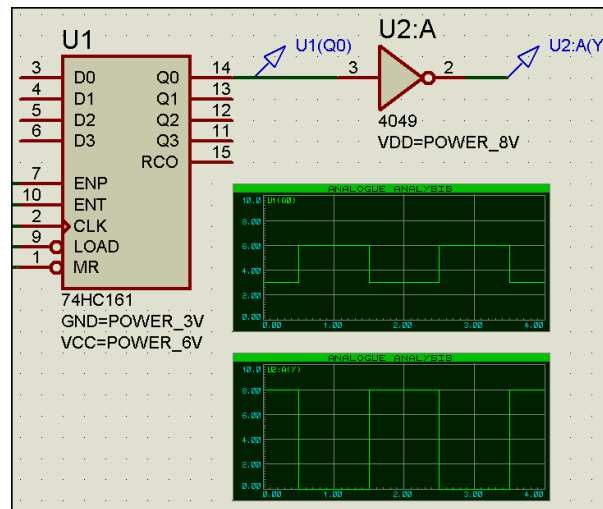 U1
U2:A
3 D0 Q0 14
4 D1 Q1 13
5 D2 Q2 12
6 D3 Q3 11
RCO 15
7 ENP
10 ENT
2 CLK
9 LOAD
1 MR
74HC161
GND=POWER_3V
VCC=POWER_6V
U1(Q0)
3 2
U2:A(Y
4049
VDD=POWER_8V
ANALOGUE ANALYSIS
10.0 U1(Q0)
8.00
6.00
4.00
2.00
0.00
0.00 1.00 2.00 3.00 4.00
ANALOGUE ANALYSIS
10.0 U2:A(Y)
8.00
6.00
4.00
2.00
0.00
0.00 1.00 2.00 3.00 4.00